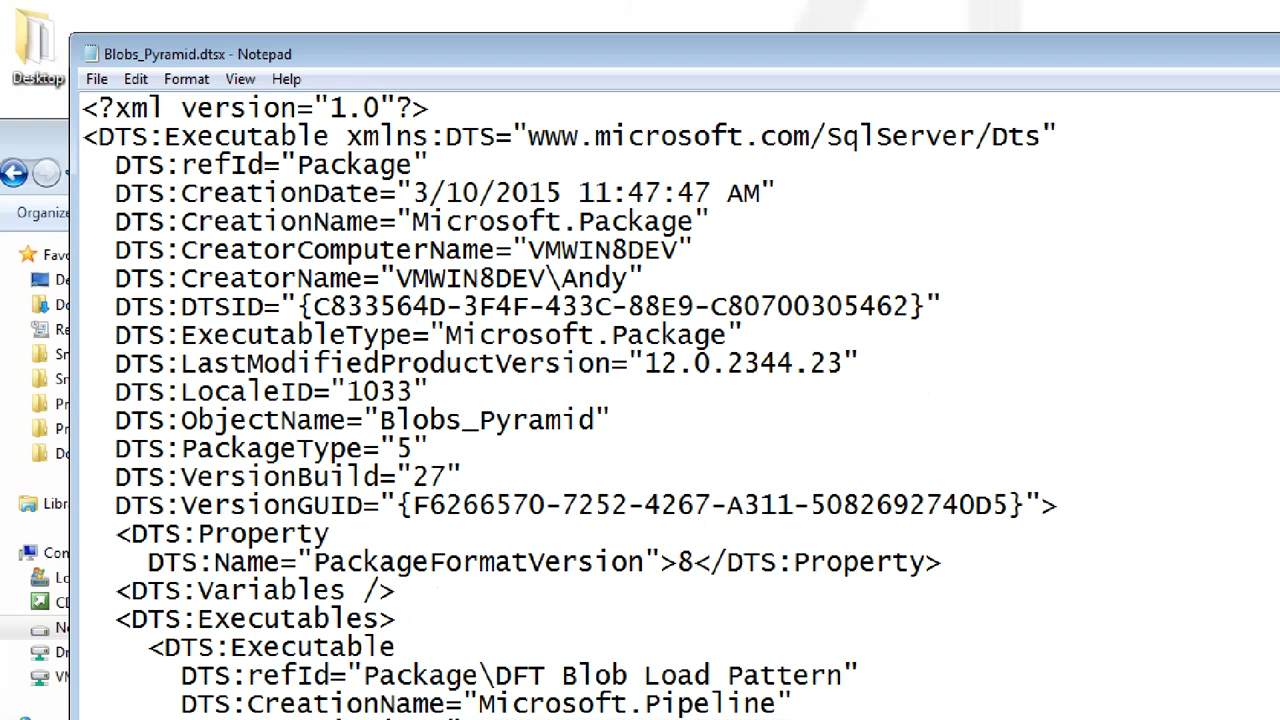 Desktop
Blobs_Pyramid.dtsx - Notepad
File Edit Format View Help
Organize
<?xml version="1.0"?>
<DTS:Executable xmlns:DTS="www.microsoft.com/SqlServer/Dts"
DTS:refId="Package"
DTS:CreationDate="3/10/2015 11:47:47 AM"
DTS:CreationName="Microsoft.Package"
DTS:CreatorComputerName="VMWIN8DEV"
DTS:CreatorName="VMWIN8DEV\Andy"
DTS:DTSID="{C833564D-3F4F-433C-88E9-C80700305462}"
DTS:ExecutableType="Microsoft.Package"
DTS:LastModifiedProductVersion="12.0.2344.23"
DTS:LocaleID="1033"
DTS:ObjectName="Blobs_Pyramid"
DTS:PackageType="5"
DTS:VersionBuild="27"
DTS:VersionGUID="{F6266570-7252-4267-A311-5082692740D5}">
<DTS:Property
DTS:Name="PackageFormatVersion">8</DTS:Property>
<DTS:Variables />
<DTS:Executables>
<DTS:Executable
DTS:refId="Package\DFT Blob Load Pattern"
DTS:CreationName="Microsoft.Pipeline"